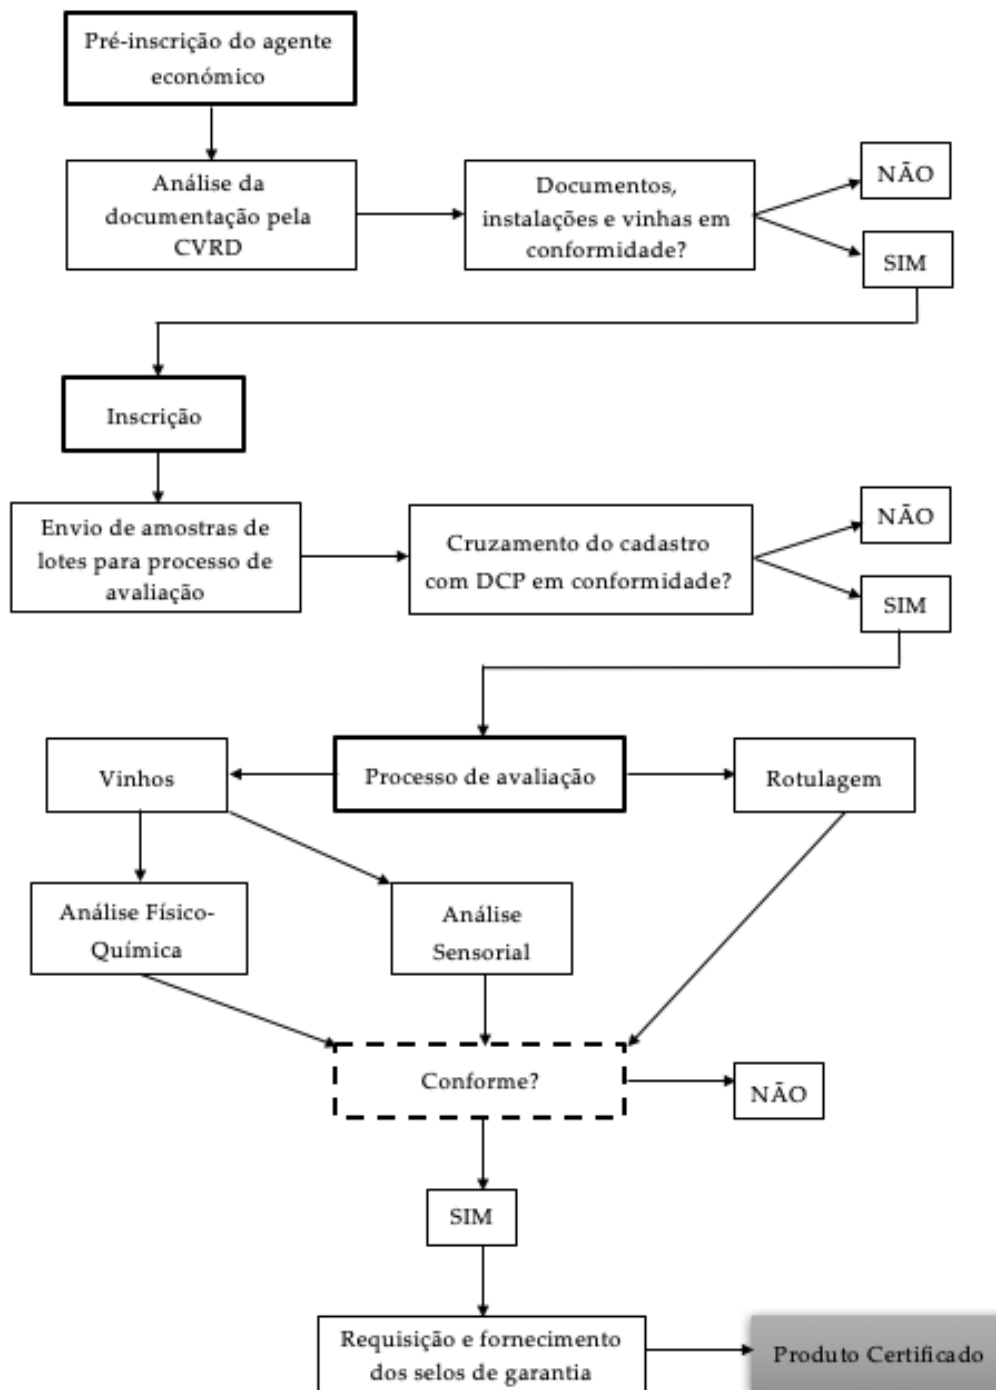 Pré-inscrição do agente
económico
Análise da
documentação pela
CVRD
Documentos,
instalações e vinhas em
conformidade?
NÃO
SIM
Inscrição
Envio de amostras de
lotes para processo de
avaliação
Cruzamento do cadastro
com DCP em conformidade?
NÃO
SIM
Vinhos
Processo de avaliação
Rotulagem
Análise Físico-
Química
Análise
Sensorial
Conforme?
NÃO
SIM
Requisição e fornecimento
dos selos de garantia
Produto Certificado